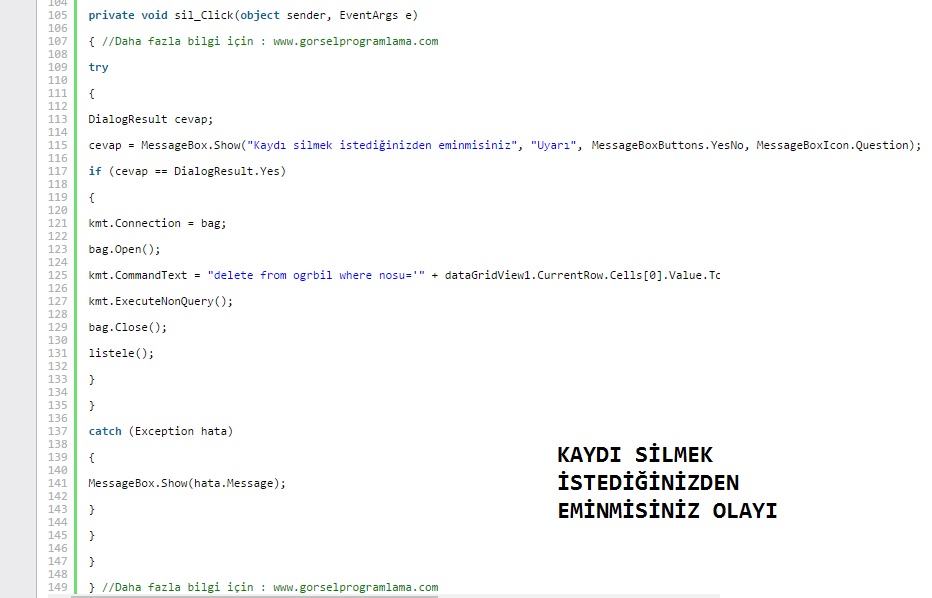 104
105 private void sil_Click(object sender, EventArgs e)
106
107 { //Daha fazla bilgi için : www.gorselprogramlama.com
108
109 try
110
111 {
112
113 DialogResult cevap;
114
115 cevap = MessageBox.Show("Kaydı silmek istediğinizden eminmisiniz", "Uyarı", MessageBoxButtons.YesNo, MessageBoxIcon.Question);
116
117 if (cevap == DialogResult.Yes)
118
119 {
120
121 kmt.Connection = bag;
122
123 bag.Open();
124
125 kmt.CommandText = "delete from ogrbil where nosu='" + dataGridView1.CurrentRow.Cells[0].Value.Tc
126
127 kmt.ExecuteNonQuery();
128
129 bag.Close();
130
131 listele();
132
133 }
134
135 }
136
137 catch (Exception hata)
138
139 {
140
141 MessageBox.Show(hata.Message);
142
143 }
144
145 }
146
147 }
148
149 } //Daha fazla bilgi için : www.gorselprogramlama.com
KAYDI SİLMEK
İSTEDİĞİNİZDEN
EMİNMİSİNİZ OLAYI